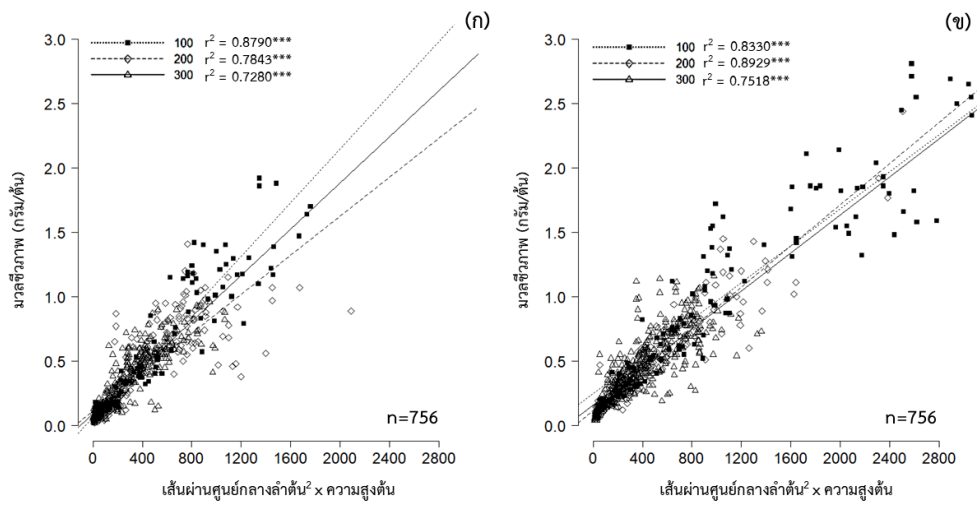 (ก)
100 r² = 0.8790***
200 r² = 0.7843***
300 r² = 0.7280***
3.0
2.5
2.0
1.5
1.0
0.5
0.0
มวลชีวภาพ (กรัม/ต้น)
n=756
0 400 800 1200 1600 2000 2400 2800
เส้นผ่านศูนย์กลางลำต้น² x ความสูงต้น
(ข)
100 r² = 0.8330***
200 r² = 0.8929***
300 r² = 0.7518***
3.0
2.5
2.0
1.5
1.0
0.5
0.0
มวลชีวภาพ (กรัม/ต้น)
n=756
0 400 800 1200 1600 2000 2400 2800
เส้นผ่านศูนย์กลางลำต้น² x ความสูงต้น